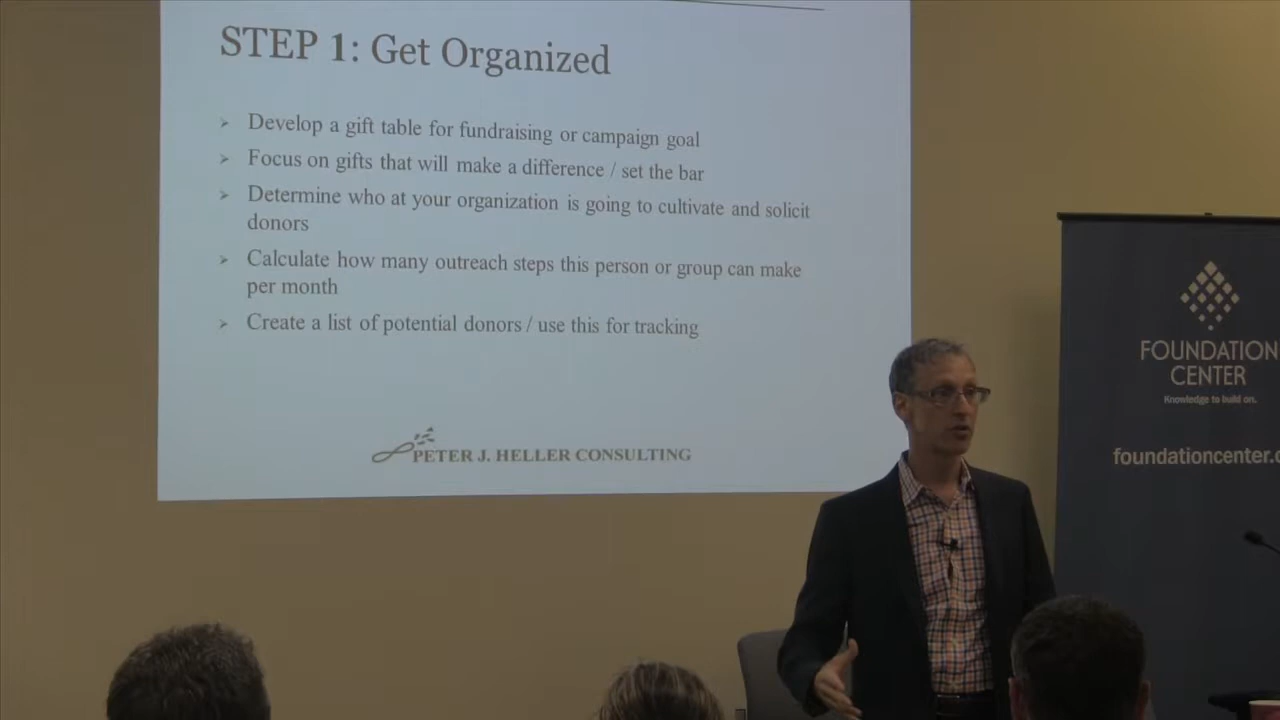 STEP 1: Get Organized
➢ Develop a gift table for fundraising or campaign goal
➢ Focus on gifts that will make a difference / set the bar
➢ Determine who at your organization is going to cultivate and solicit
donors
➢ Calculate how many outreach steps this person or group can make
per month
➢ Create a list of potential donors / use this for tracking
PETER J. HELLER CONSULTING
FOUNDATION
CENTER
Knowledge to build on.
foundationcenter.o